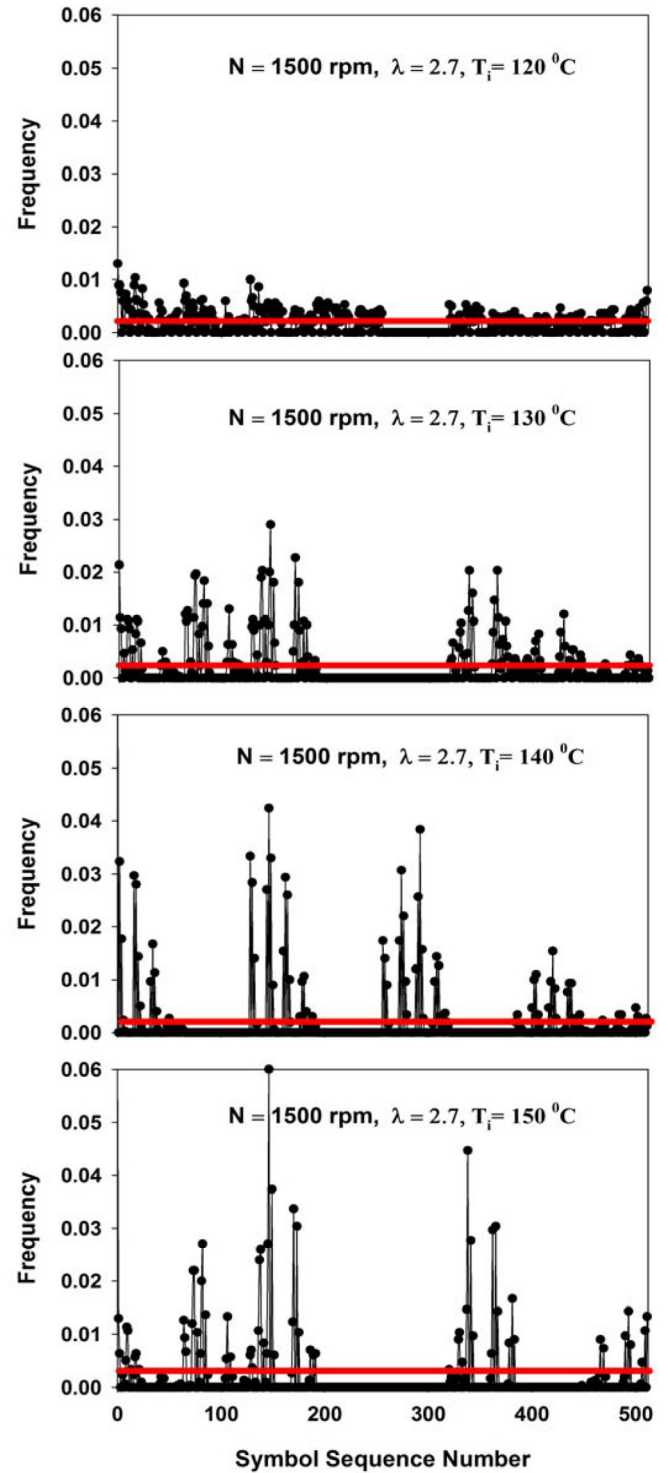 0.06
N = 1500 rpm, λ = 2.7, Tᵢ= 120 ⁰C
0.05
0.04
Frequency
0.03
0.02
0.01
0.00
0.06
N = 1500 rpm, λ = 2.7, Tᵢ= 130 ⁰C
0.05
0.04
Frequency
0.03
0.02
0.01
0.00
0.06
N = 1500 rpm, λ = 2.7, Tᵢ= 140 ⁰C
0.05
0.04
Frequency
0.03
0.02
0.01
0.00
0.06
N = 1500 rpm, λ = 2.7, Tᵢ= 150 ⁰C
0.05
0.04
Frequency
0.03
0.02
0.01
0.00
0 100 200 300 400 500
Symbol Sequence Number